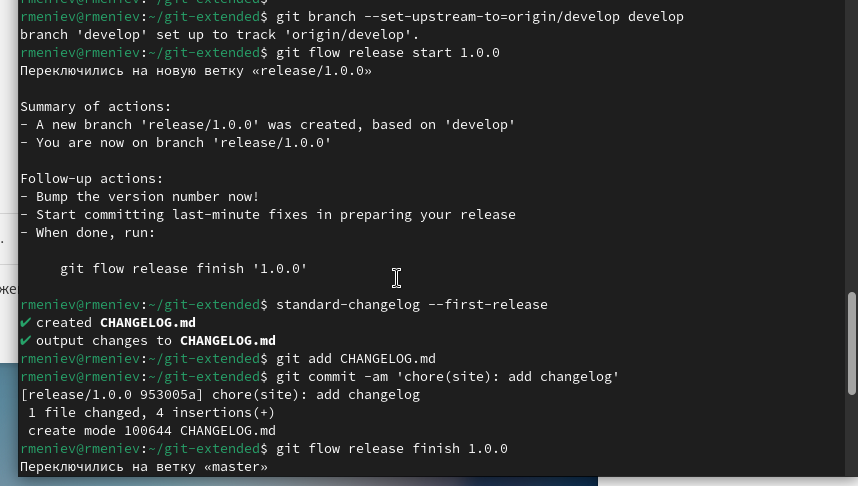 rmeniev@rmeniev:~/git-extended$ git branch --set-upstream-to=origin/develop develop
branch 'develop' set up to track 'origin/develop'.
rmeniev@rmeniev:~/git-extended$ git flow release start 1.0.0
Переключились на новую ветку «release/1.0.0»
Summary of actions:
- A new branch 'release/1.0.0' was created, based on 'develop'
- You are now on branch 'release/1.0.0'
Follow-up actions:
- Bump the version number now!
- Start committing last-minute fixes in preparing your release
- When done, run:
git flow release finish '1.0.0'
же
rmeniev@rmeniev:~/git-extended$ standard-changelog --first-release
✔ created CHANGELOG.md
✔ output changes to CHANGELOG.md
rmeniev@rmeniev:~/git-extended$ git add CHANGELOG.md
rmeniev@rmeniev:~/git-extended$ git commit -am 'chore(site): add changelog'
[release/1.0.0 953005a] chore(site): add changelog
1 file changed, 4 insertions(+)
create mode 100644 CHANGELOG.md
rmeniev@rmeniev:~/git-extended$ git flow release finish 1.0.0
Переключились на ветку «master»